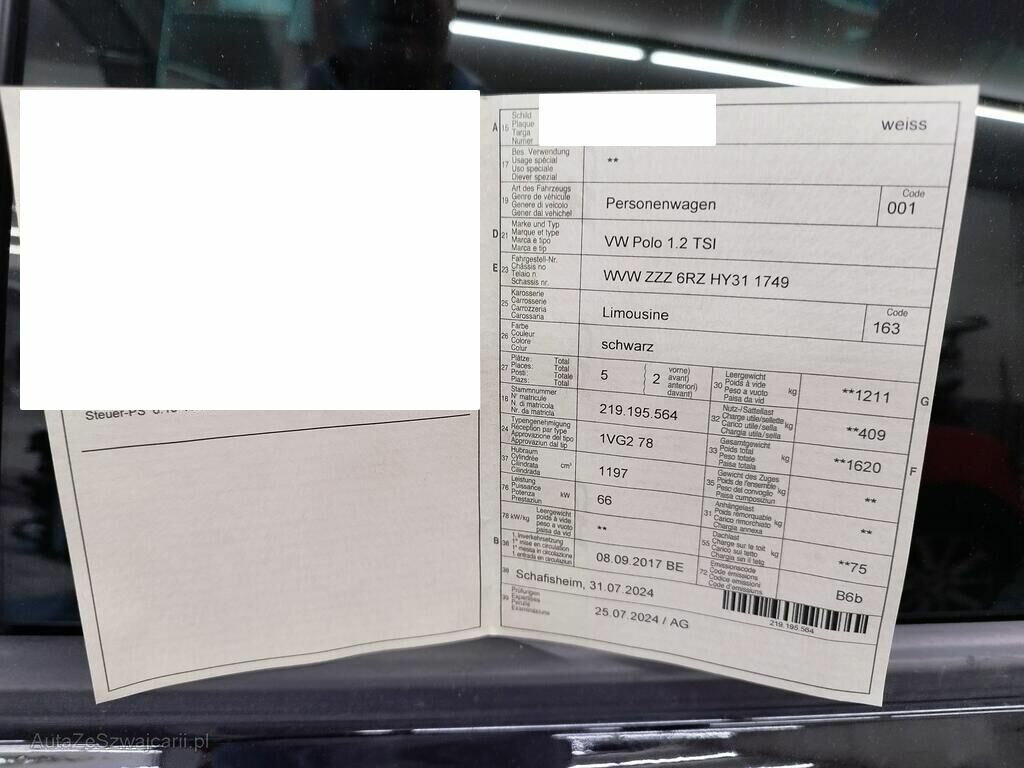 Steuer-PS
A 15 Schild
Plaque
Targa
Numer
weiss
17 Bes. Verwendung
Usage spécial
Uso speciale
Diever spezial
**
19 Art des Fahrzeugs
Genre de véhicule
Genere di veicolo
Gener dal vehichel
Personenwagen
Code
001
D 21 Marke und Typ
Marque et type
Marca e tipo
Marca e tip
VW Polo 1.2 TSI
E 23 Fahrgestell-Nr.
Châssis no
Telaio n.
Schassis nr.
WVW ZZZ 6RZ HY31 1749
25 Karosserie
Carrosserie
Carrozzeria
Carossaria
Limousine
Code
163
26 Farbe
Couleur
Colore
Colur
schwarz
27 Plätze: Total
Places: Total
Posti: Totale
Plazs: Total
5
2
vorne)
avant)
anteriori)
davant)
30 Leergewicht
Poids à vide
Peso a vuoto
Paisa da vid
kg
**1211
G
18 Stammnummer
N° matricule
N. di matricola
Nr. da matricla
219.195.564
32 Nutz-/Sattellast
Charge utile/sellette
Carico utile/sella
Chargia utila/sella
kg
**409
24 Typengenehmigung
Réception par type
Approvazione del tipo
Approvaziun dal tip
1VG2 78
33 Gesamtgewicht
Poids total
Peso totale
Paisa totala
kg
**1620
F
37 Hubraum
Cylindrée
Cilindrata
Cilindrada
cm³
1197
35 Gewicht des Zuges
Poids de l'ensemble
Peso del convoglio
Paisa cumposiziun
kg
**
76 Leistung
Puissance
Potenza
Prestaziun
kW
66
31 Anhängelast
Poids remorquable
Carico rimorchiato
Chargia annexa
kg
**
78 kW/kg Leergewicht
poids à vide
peso a vuoto
paisa da vid
**
55 Dachlast
Charge sur le toit
Carico sul tetto
Chargia sin il tetg
kg
**75
B 36 1. Inverkehrsetzung
1re mise en circulation
1a messa in circolazione
1. entrada en circulaziun
08.09.2017 BE
72 Emissionscode
Code émissions
Codice emissioni
Code d'emissiuns
B6b
38 Schafisheim, 31.07.2024
39 Prüfungen
Expertises
Perizie
Examinaziuns
25.07.2024 / AG
219.195.564
AutaZeSzwajcarii.pl